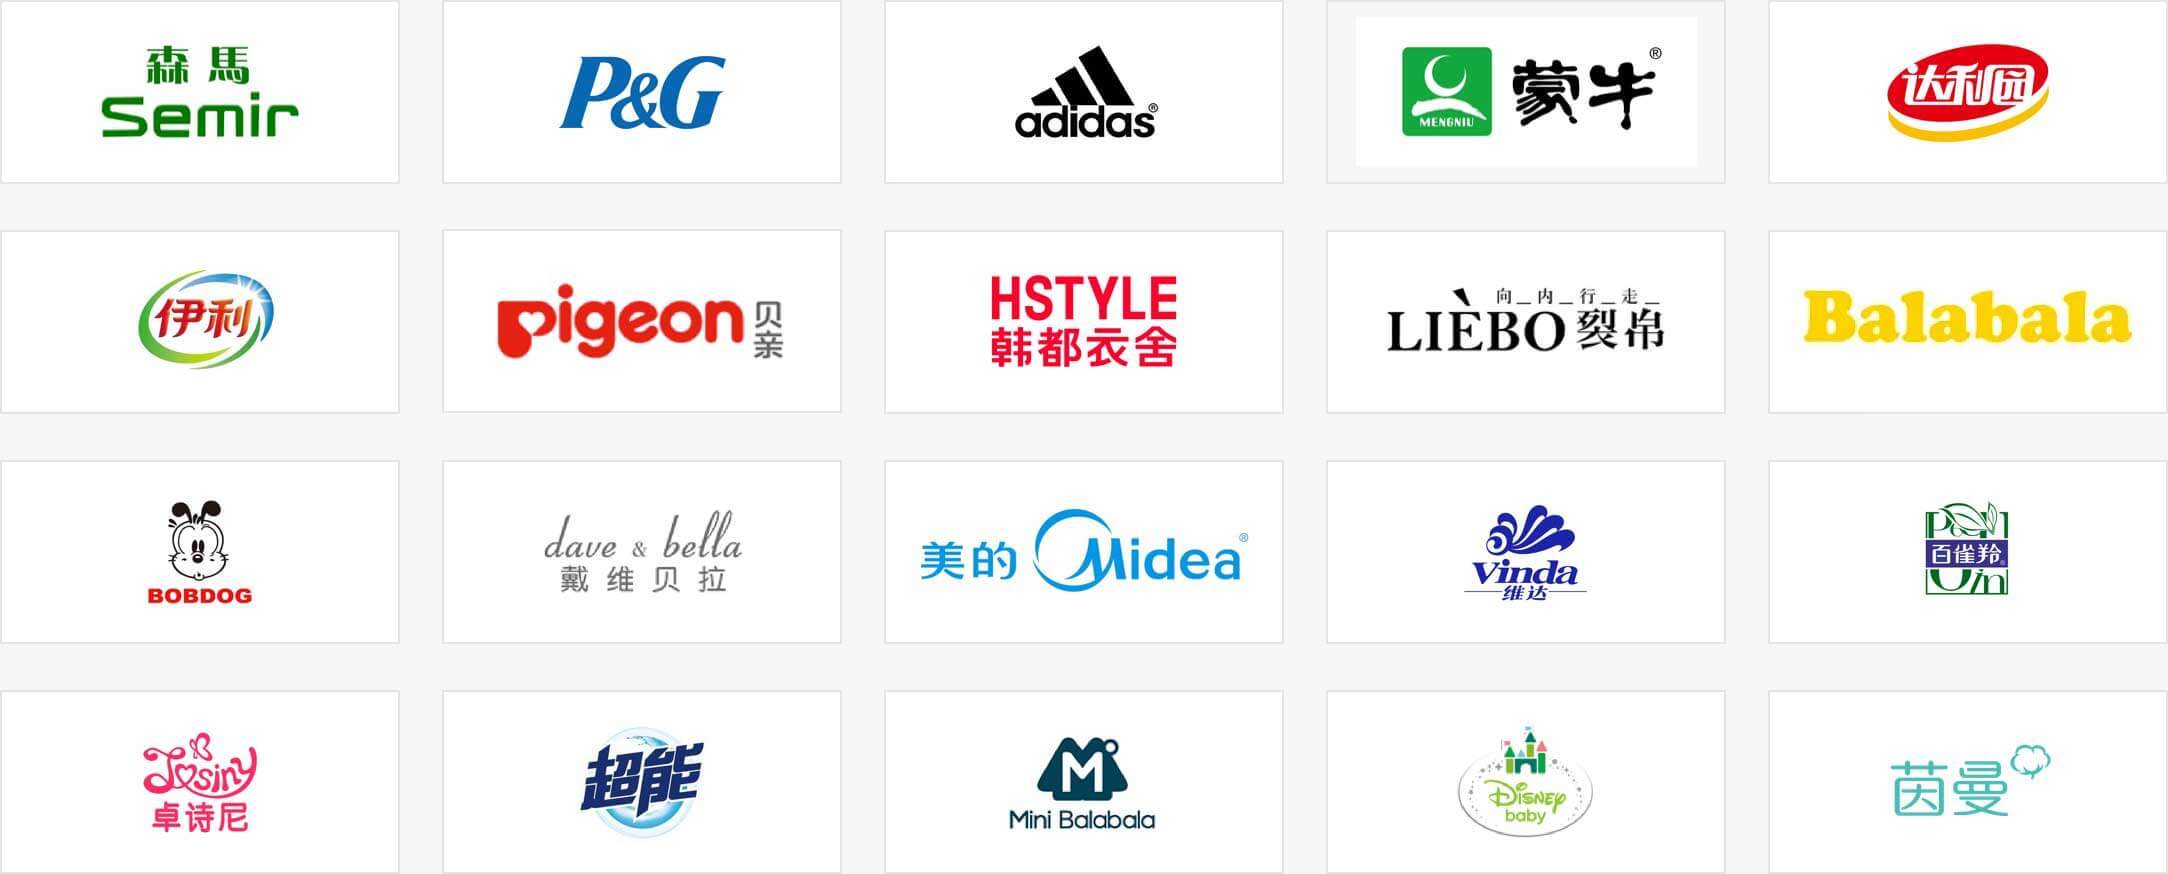 森馬
Semir
P&G
adidas®
MENGNIU
蒙牛®
达利园
伊利
Pigeon
贝亲
HSTYLE
韩都衣舍
向_内_行_走_
LIÈBO 裂帛
Balabala
BOBDOG
dave & bella
戴维贝拉
美的 Midea®
Vinda
维达
百雀羚
Josiny
卓诗尼
超能
M
Mini Balabala
Disney
baby
茵曼